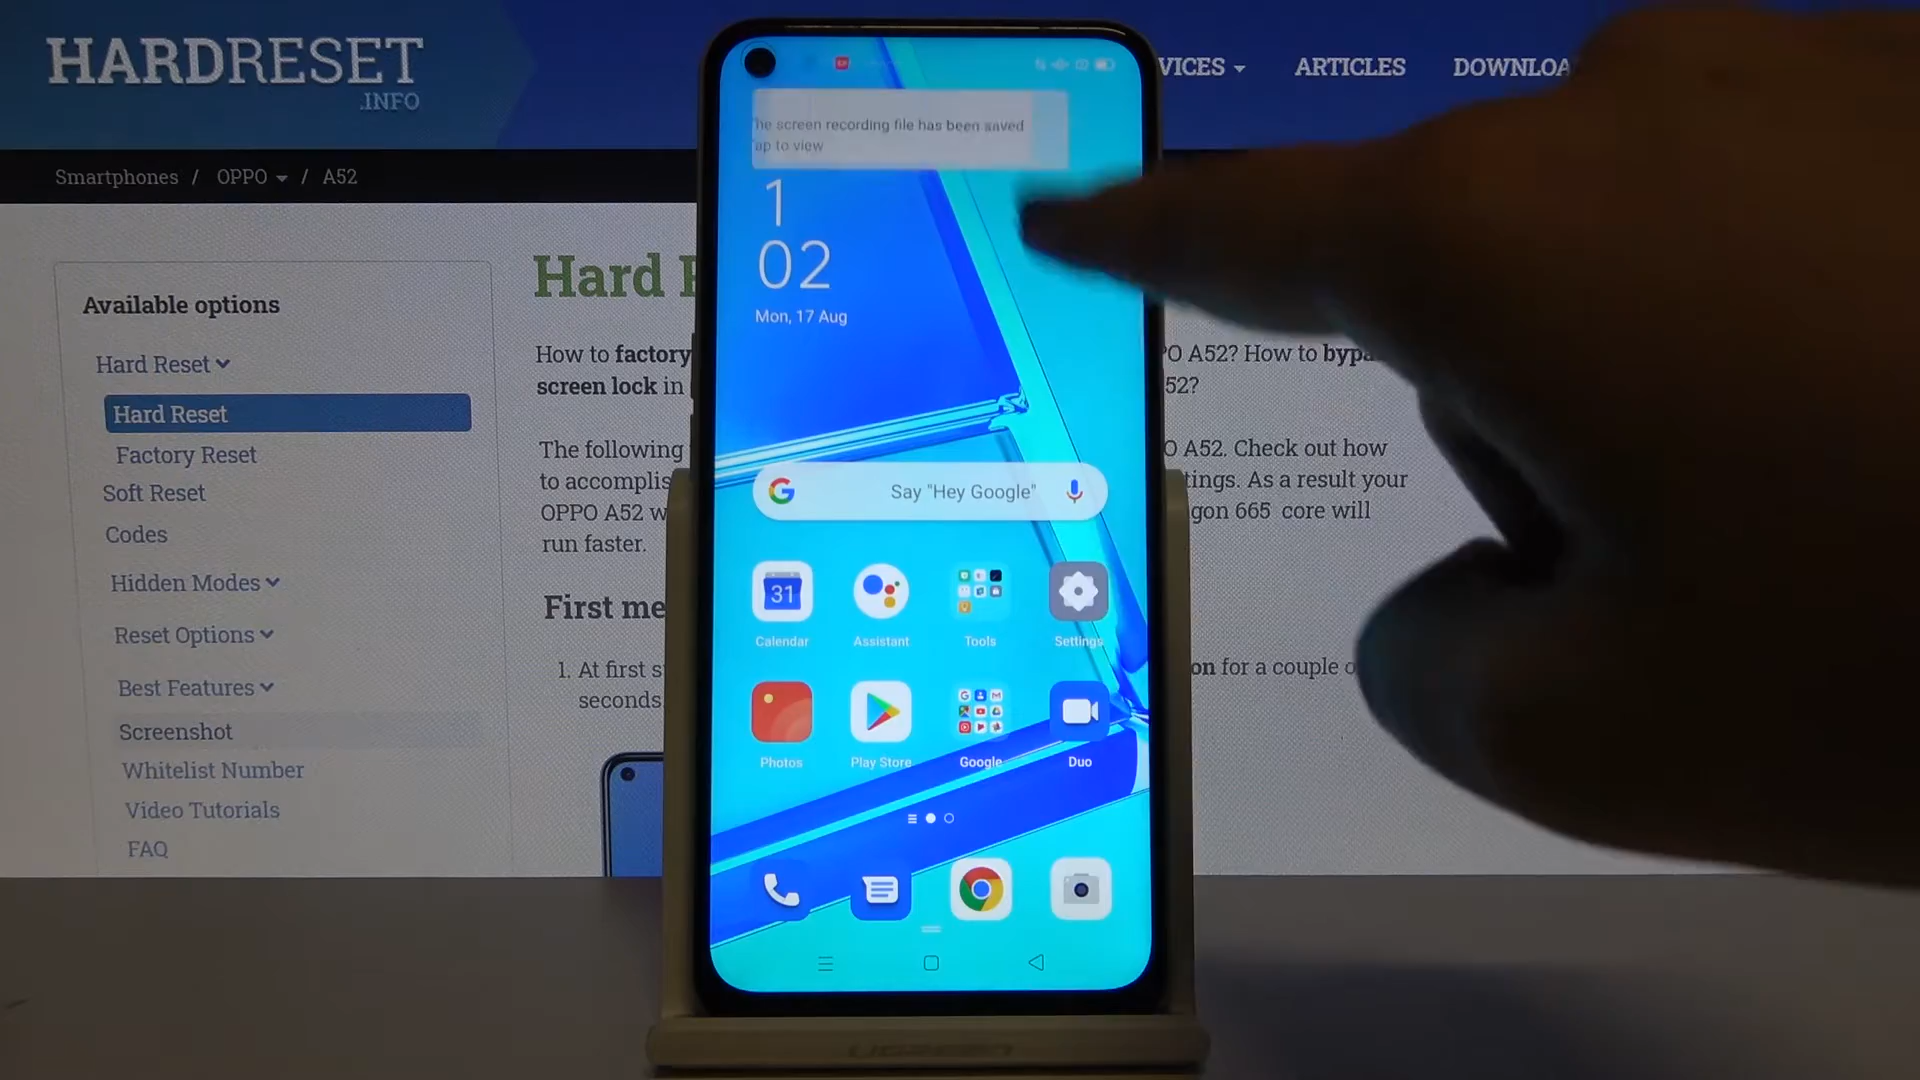 HARDRESET
.INFO
VICES
ARTICLES
Smartphones / OPPO / A52
Available options
Hard Reset
Hard Reset
Factory Reset
Soft Reset
Codes
Hidden Modes
Reset Options
Best Features
Screenshot
Whitelist Number
Video Tutorials
FAQ
Hard
How to factory
A52? How to
screen lock in
52?
The following
A52. Check out how
to accomplis
tings. As a result your
OPPO A52 w
gon 665 core will
run faster.
First me
1. At first s
on for a couple
seconds
he screen recording file has been saved
ap to view
1
02
Mon, 17 Aug
Say "Hey Google"
31
Calendar
Assistant
Tools
Settings
Photos
Play Store
Google
Duo
UGREEN